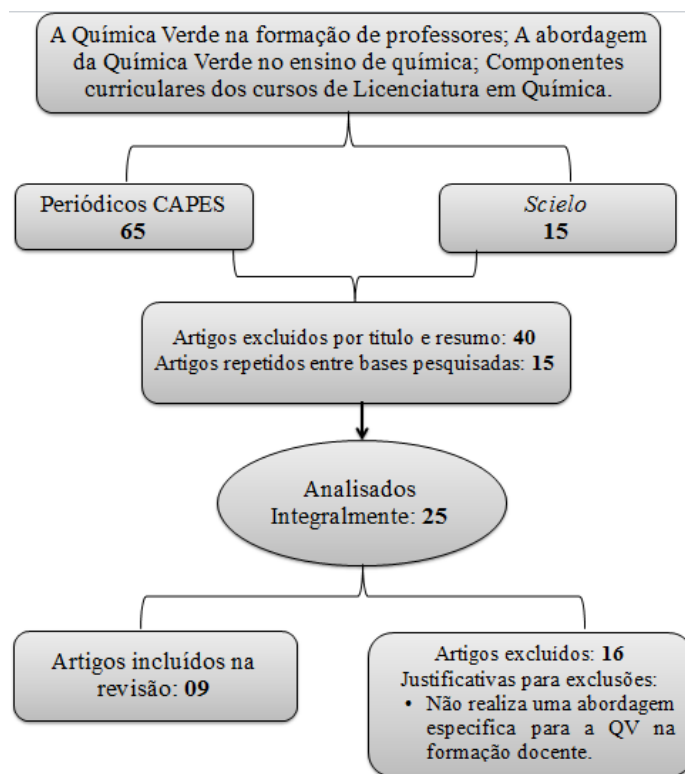 A Química Verde na formação de professores; A abordagem
da Química Verde no ensino de química; Componentes
curriculares dos cursos de Licenciatura em Química.
Periódicos CAPES
65
Scielo
15
Artigos excluídos por titulo e resumo: 40
Artigos repetidos entre bases pesquisadas: 15
Analisados
Integralmente: 25
Artigos incluídos na
revisão: 09
Artigos excluídos: 16
Justificativas para exclusões:
• Não realiza uma abordagem
especifica para a QV na
formação docente.